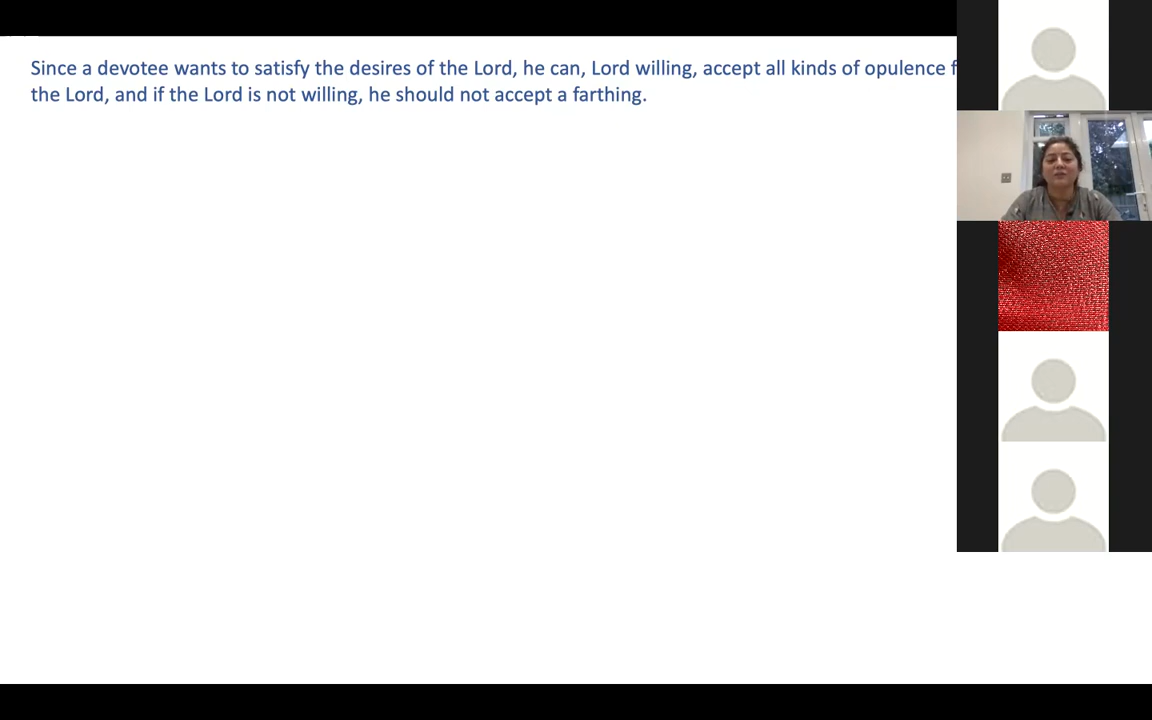 Since a devotee wants to satisfy the desires of the Lord, he can, Lord willing, accept all kinds of opulence f
the Lord, and if the Lord is not willing, he should not accept a farthing.